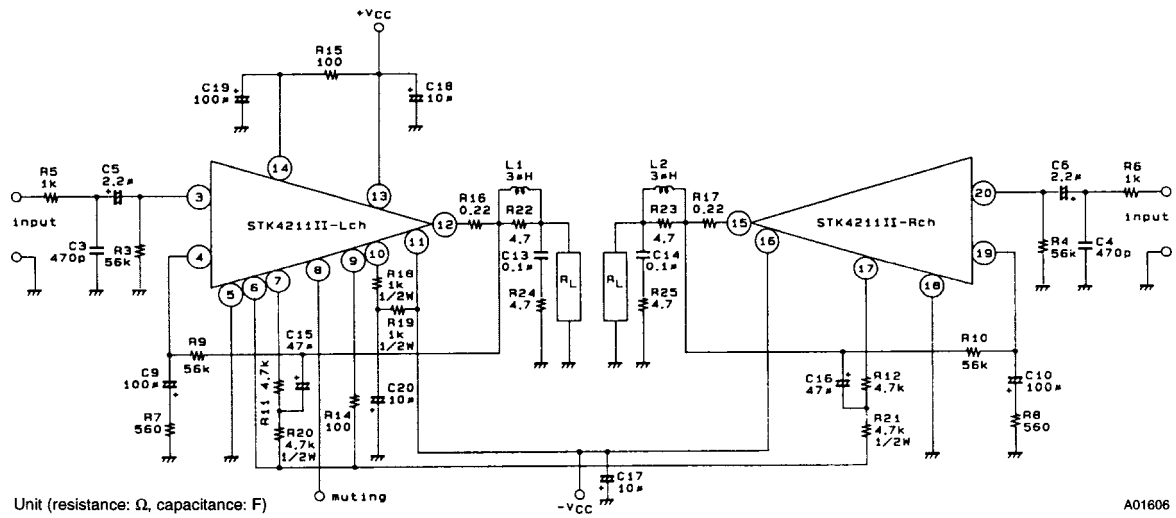 +VCC
R15
100
C19
100μ
+
C18
10μ
+
14
13
R5
1k
C5
2.2μ
+
input
C3
470p
R3
56k
3
4
STK4211II-Lch
5
6
7
8
9
10
11
12
R16
0.22
L1
3μH
R22
4.7
C13
0.1μ
R24
4.7
RL
L2
3μH
R23
4.7
R17
0.22
C14
0.1μ
R25
4.7
RL
15
16
17
18
19
20
STK4211II-Rch
C6
2.2μ
+
R6
1k
input
R4
56k
C4
470p
R18
1k
1/2W
R19
1k
1/2W
R9
56k
C9
100μ
+
R7
560
C15
47μ
+
R11 4.7k
R20
4.7k
1/2W
R14
100
C20
10μ
+
muting
-VCC
C17
10μ
+
C16
47μ
+
R12
4.7k
R21
4.7k
1/2W
R10
56k
C10
100μ
+
R8
560
Unit (resistance: Ω, capacitance: F)
A01606